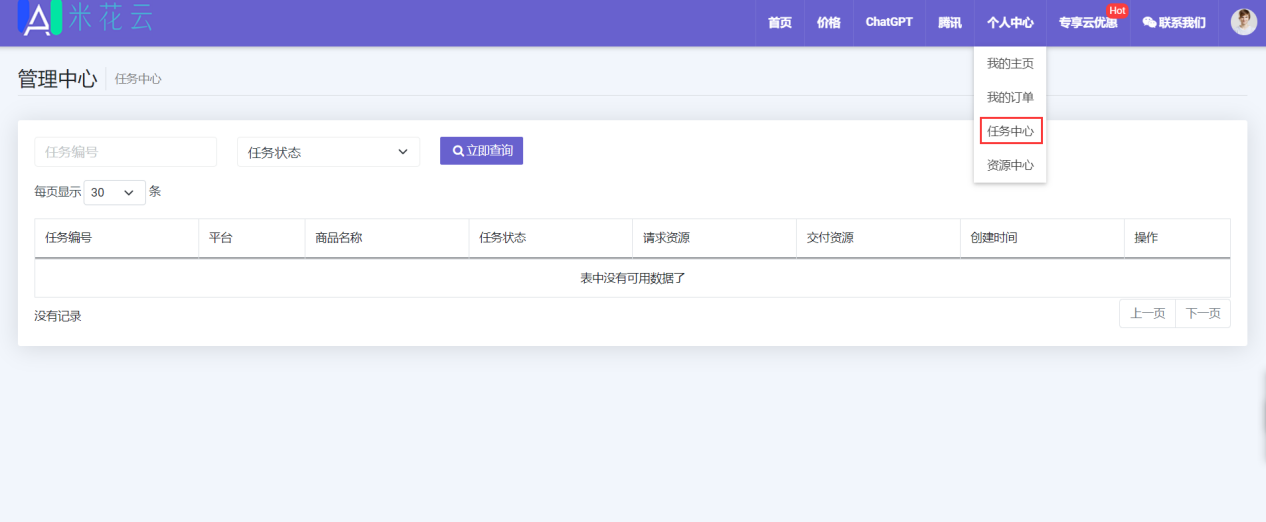 米花云
首页 价格 ChatGPT 腾讯 个人中心 专享云优惠 Hot 联系我们
我的主页
我的订单
任务中心
资源中心
管理中心 任务中心
任务编号 任务状态 立即查询
每页显示 30 条
任务编号 平台 商品名称 任务状态 请求资源 交付资源 创建时间 操作
表中没有可用数据了
没有记录 上一页 下一页